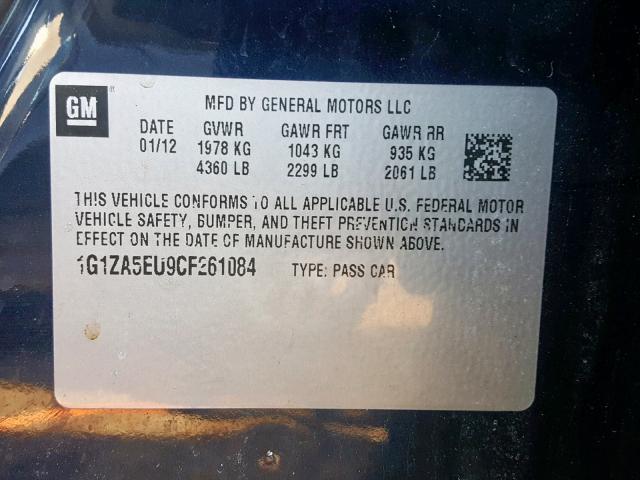 GM
MFD BY GENERAL MOTORS LLC
DATE GVWR GAWR FRT GAWR RR
01/12 1978 KG 1043 KG 935 KG
4360 LB 2299 LB 2061 LB
THIS VEHICLE CONFORMS TO ALL APPLICABLE U.S. FEDERAL MOTOR
VEHICLE SAFETY, BUMPER, AND THEFT PREVENTION STANDARDS IN
EFFECT ON THE DATE OF MANUFACTURE SHOWN ABOVE.
1G1ZA5EU9CF261084 TYPE: PASS CAR